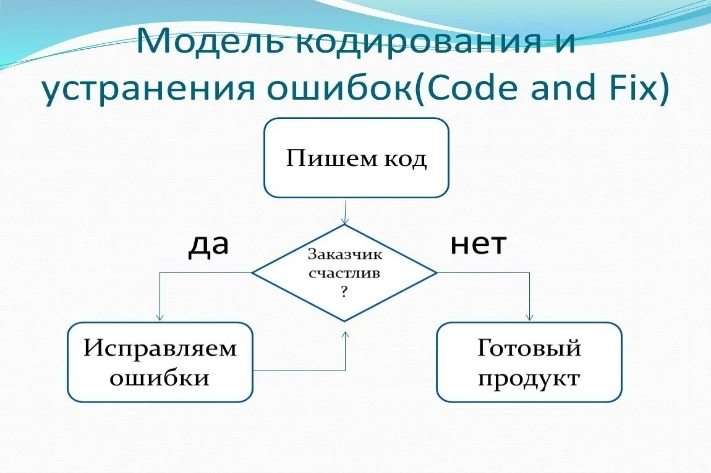 Модель кодирования и
устранения ошибок(Code and Fix)
Пишем код
да
Заказчик
счастлив
?
нет
Исправляем
ошибки
Готовый
продукт